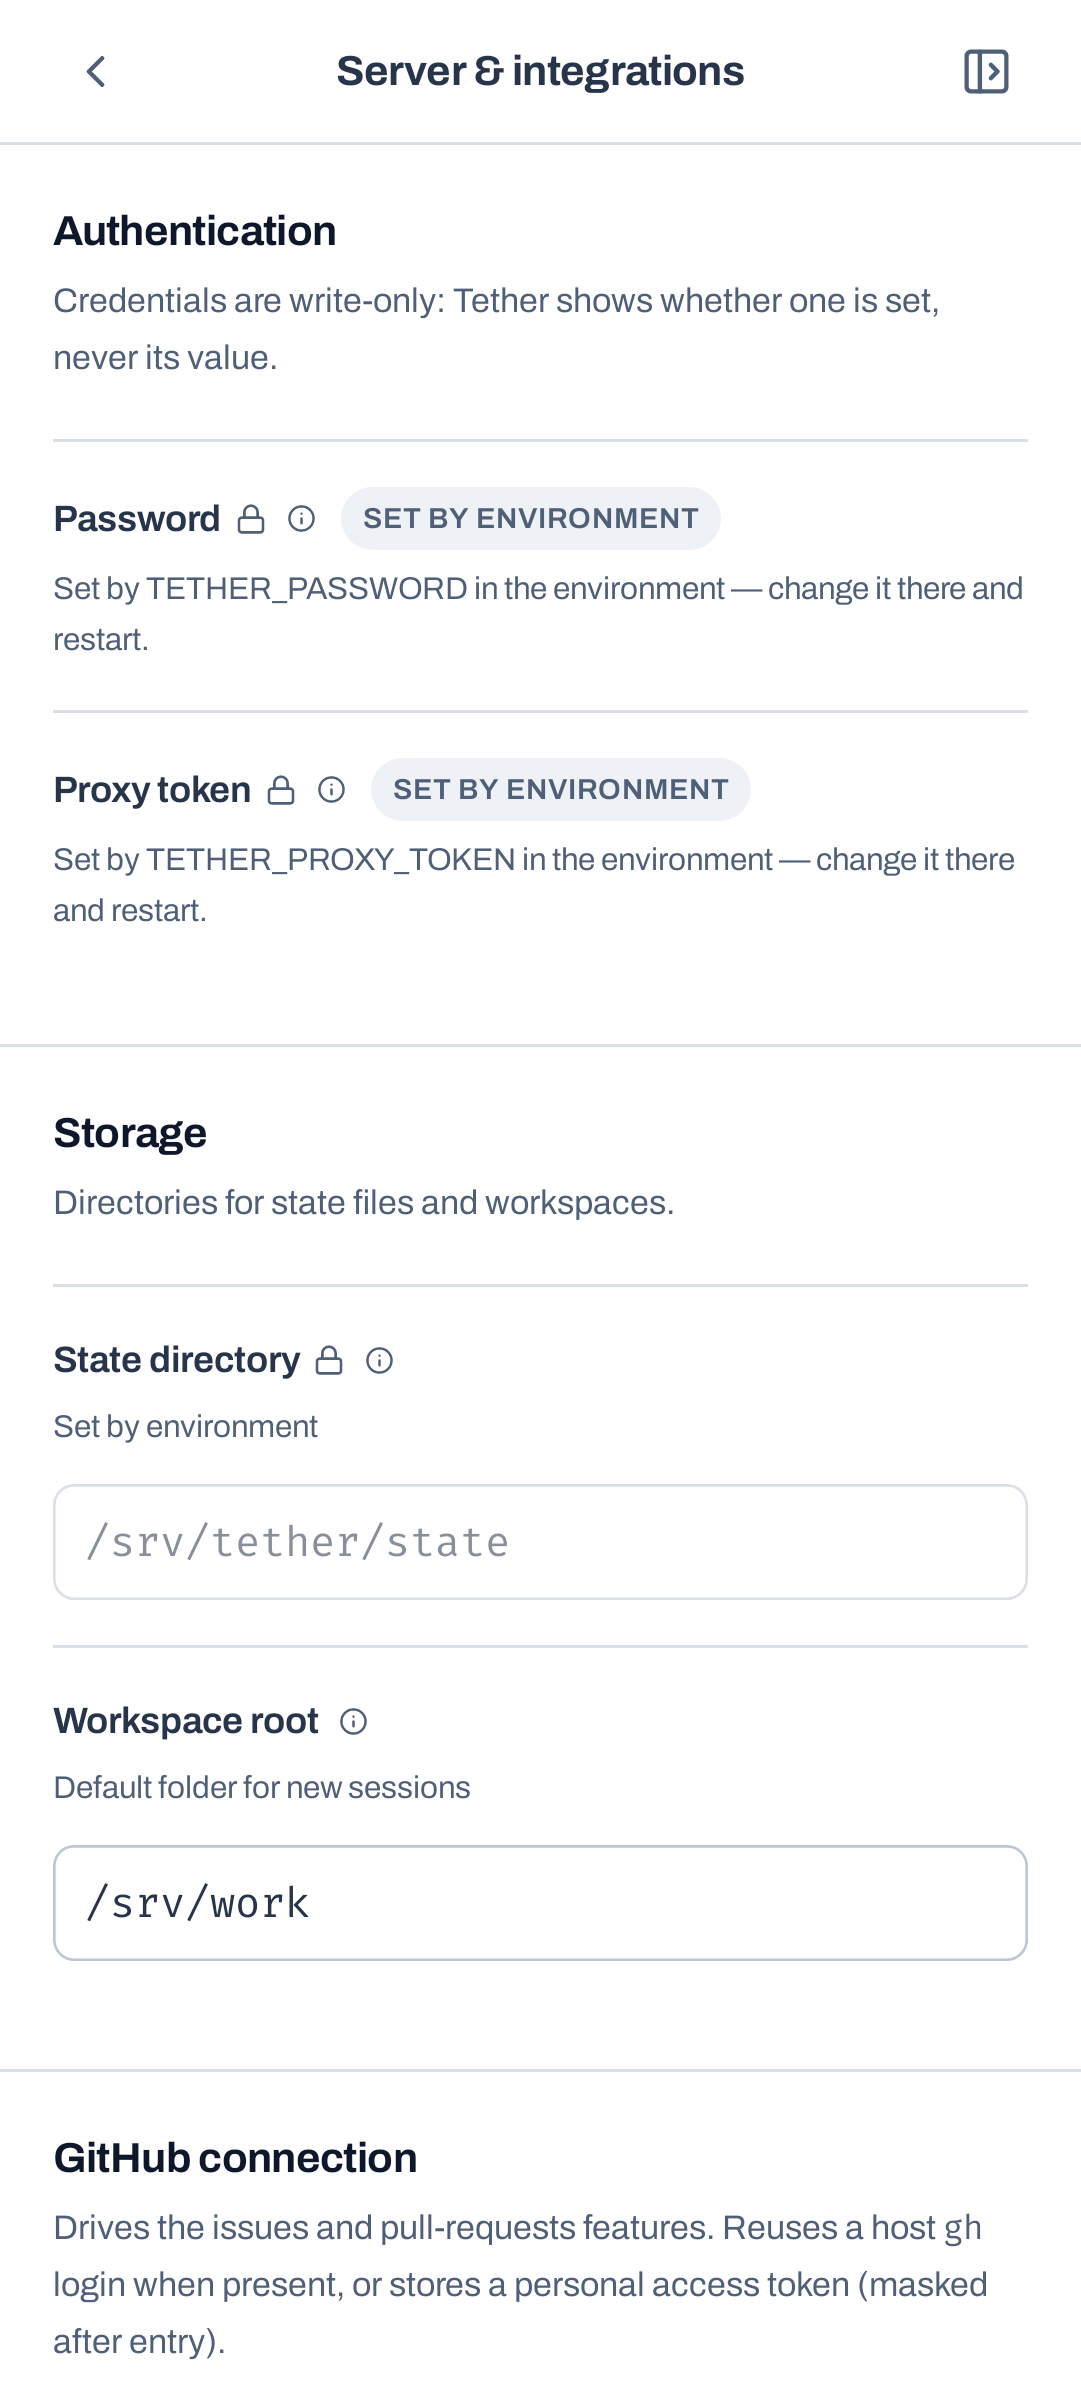 Server & integrations
Authentication
Credentials are write-only: Tether shows whether one is set,
never its value.
Password SET BY ENVIRONMENT
Set by TETHER_PASSWORD in the environment — change it there and
restart.
Proxy token SET BY ENVIRONMENT
Set by TETHER_PROXY_TOKEN in the environment — change it there
and restart.
Storage
Directories for state files and workspaces.
State directory
Set by environment
/srv/tether/state
Workspace root
Default folder for new sessions
/srv/work
GitHub connection
Drives the issues and pull-requests features. Reuses a host gh
login when present, or stores a personal access token (masked
after entry).